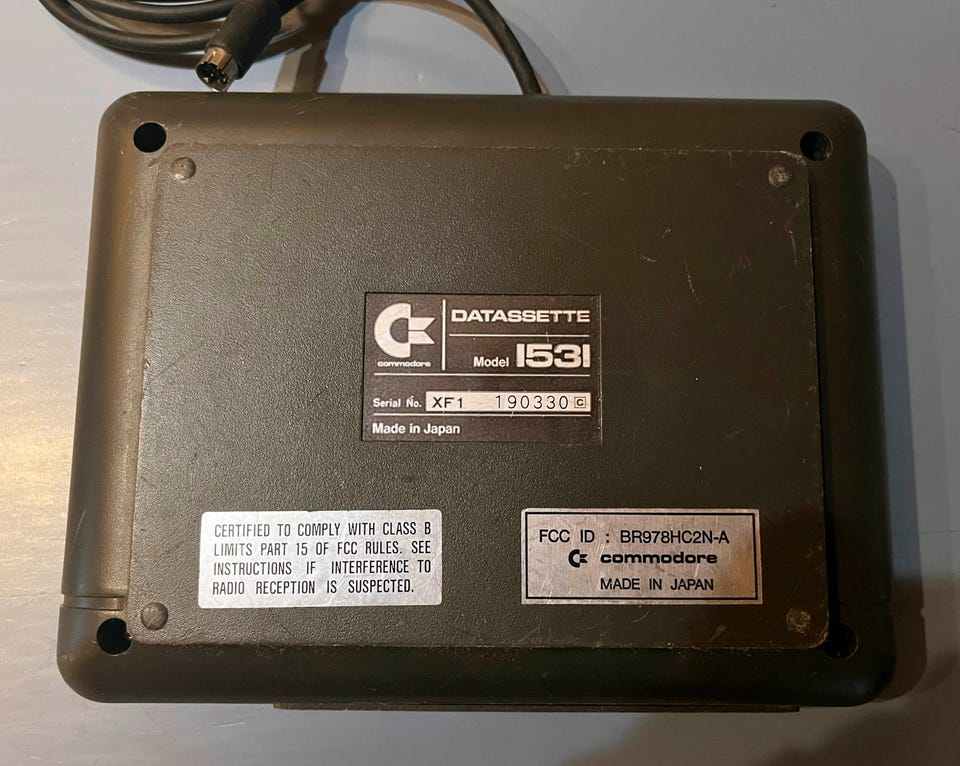 DATASSETTE
commodore
Model 1531
Serial No. XF1 190330 C
Made in Japan
CERTIFIED TO COMPLY WITH CLASS B
LIMITS PART 15 OF FCC RULES. SEE
INSTRUCTIONS IF INTERFERENCE TO
RADIO RECEPTION IS SUSPECTED.
FCC ID : BR978HC2N-A
commodore
MADE IN JAPAN